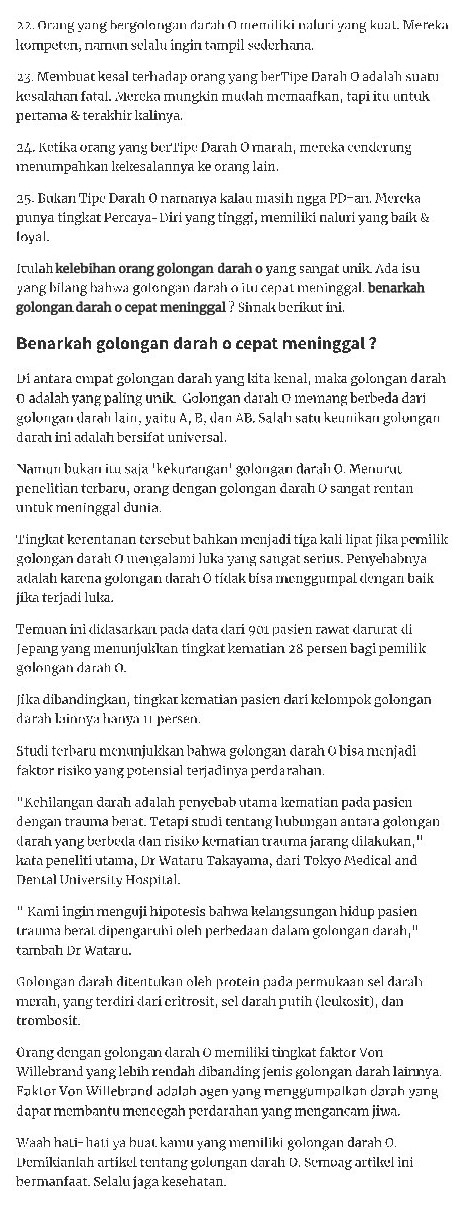 22. Orang yang bergolongan darah O memiliki naluri yang kuat. Mereka
kompeten, namun selalu ingin tampil sederhana.
23. Membuat kesal terhadap orang yang berTipe Darah O adalah suatu
kesalahan fatal. Mereka mungkin mudah memaafkan, tapi itu untuk
pertama & terakhir kalinya.
24. Ketika orang yang berTipe Darah O marah, mereka cenderung
menumpahkan kekesalannya ke orang lain.
25. Bukan Tipe Darah O namanya kalau masih ngga PD-an. Mereka
punya tingkat Percaya-Diri yang tinggi, memiliki naluri yang baik &
loyal.
Itulah kelebihan orang golongan darah o yang sangat unik. Ada isu
yang bilang bahwa golongan darah o itu cepat meninggal. benarkah
golongan darah o cepat meninggal ? Simak berikut ini.
Benarkah golongan darah o cepat meninggal ?
Di antara empat golongan darah yang kita kenal, maka golongan darah
O adalah yang paling unik. Golongan darah O memang berbeda dari
golongan darah lain, yaitu A, B, dan AB. Salah satu keunikan golongan
darah ini adalah bersifat universal.
Namun bukan itu saja 'kekurangan' golongan darah O. Menurut
penelitian terbaru, orang dengan golongan darah O sangat rentan
untuk meninggal dunia.
Tingkat kerentanan tersebut bahkan menjadi tiga kali lipat jika pemilik
golongan darah O mengalami luka yang sangat serius. Penyebabnya
adalah karena golongan darah O tidak bisa menggumpal dengan baik
jika terjadi luka.
Temuan ini didasarkan pada data dari 901 pasien rawat darurat di
Jepang yang menunjukkan tingkat kematian 28 persen bagi pemilik
golongan darah O.
Jika dibandingkan, tingkat kematian pasien dari kelompok golongan
darah lainnya hanya 11 persen.
Studi terbaru menunjukkan bahwa golongan darah O bisa menjadi
faktor risiko yang potensial terjadinya perdarahan.
"Kehilangan darah adalah penyebab utama kematian pada pasien
dengan trauma berat. Tetapi studi tentang hubungan antara golongan
darah yang berbeda dan risiko kematian trauma jarang dilakukan,"
kata peneliti utama, Dr Wataru Takayama, dari Tokyo Medical and
Dental University Hospital.
" Kami ingin menguji hipotesis bahwa kelangsungan hidup pasien
trauma berat dipengaruhi oleh perbedaan dalam golongan darah,"
tambah Dr Wataru.
Golongan darah ditentukan oleh protein pada permukaan sel darah
merah, yang terdiri dari eritrosit, sel darah putih (leukosit), dan
trombosit.
Orang dengan golongan darah O memiliki tingkat faktor Von
Willebrand yang lebih rendah dibanding jenis golongan darah lainnya.
Faktor Von Willebrand adalah agen yang menggumpalkan darah yang
dapat membantu mencegah perdarahan yang mengancam jiwa.
Waah hati-hati ya buat kamu yang memiliki golongan darah O.
Demikianlah artikel tentang golongan darah O. Semoag artikel ini
bermanfaat. Selalu jaga kesehatan.